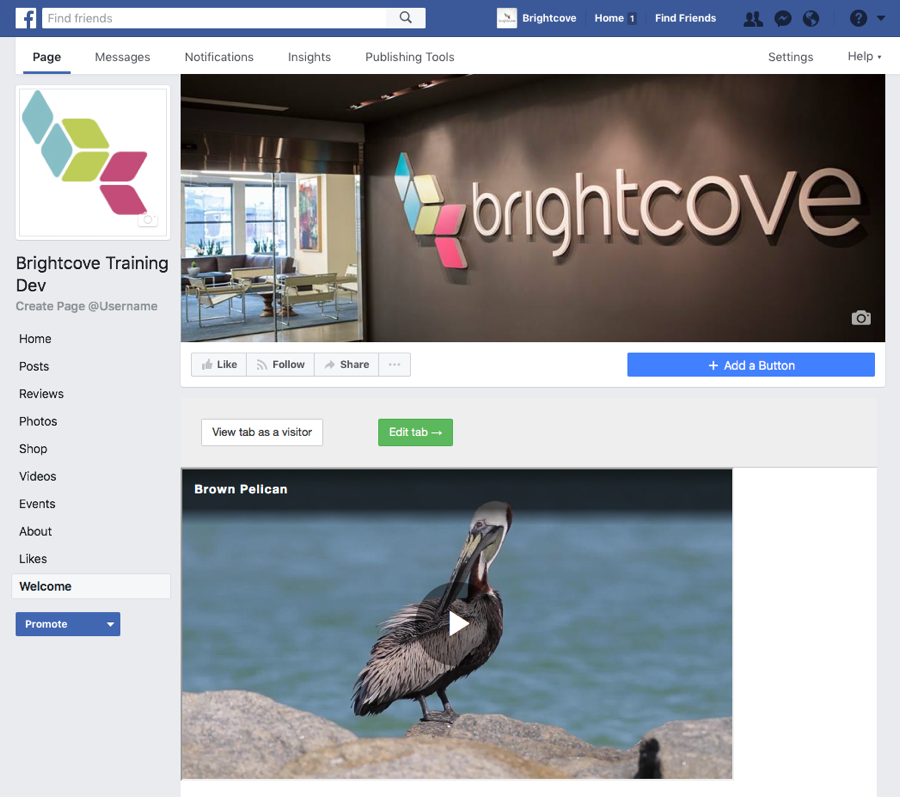 Find friends
Brightcove
Home 1
Find Friends
Page
Messages
Notifications
Insights
Publishing Tools
Settings
Help
brightcove
Brightcove Training
Dev
Create Page @Username
Home
Posts
Reviews
Photos
Shop
Videos
Events
About
Likes
Welcome
Promote
Like
Follow
Share
+ Add a Button
View tab as a visitor
Edit tab →
Brown Pelican